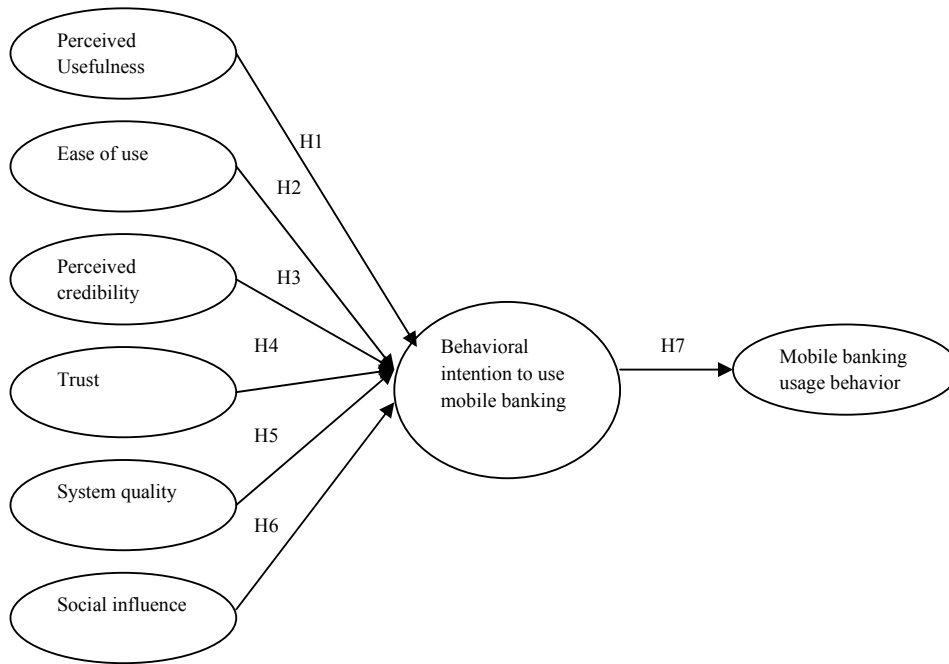 Perceived
Usefulness
H1
Ease of use
H2
Perceived
credibility
H3
H4
Trust
Behavioral
intention to use
mobile banking
H7
Mobile banking
usage behavior
H5
System quality
H6
Social influence